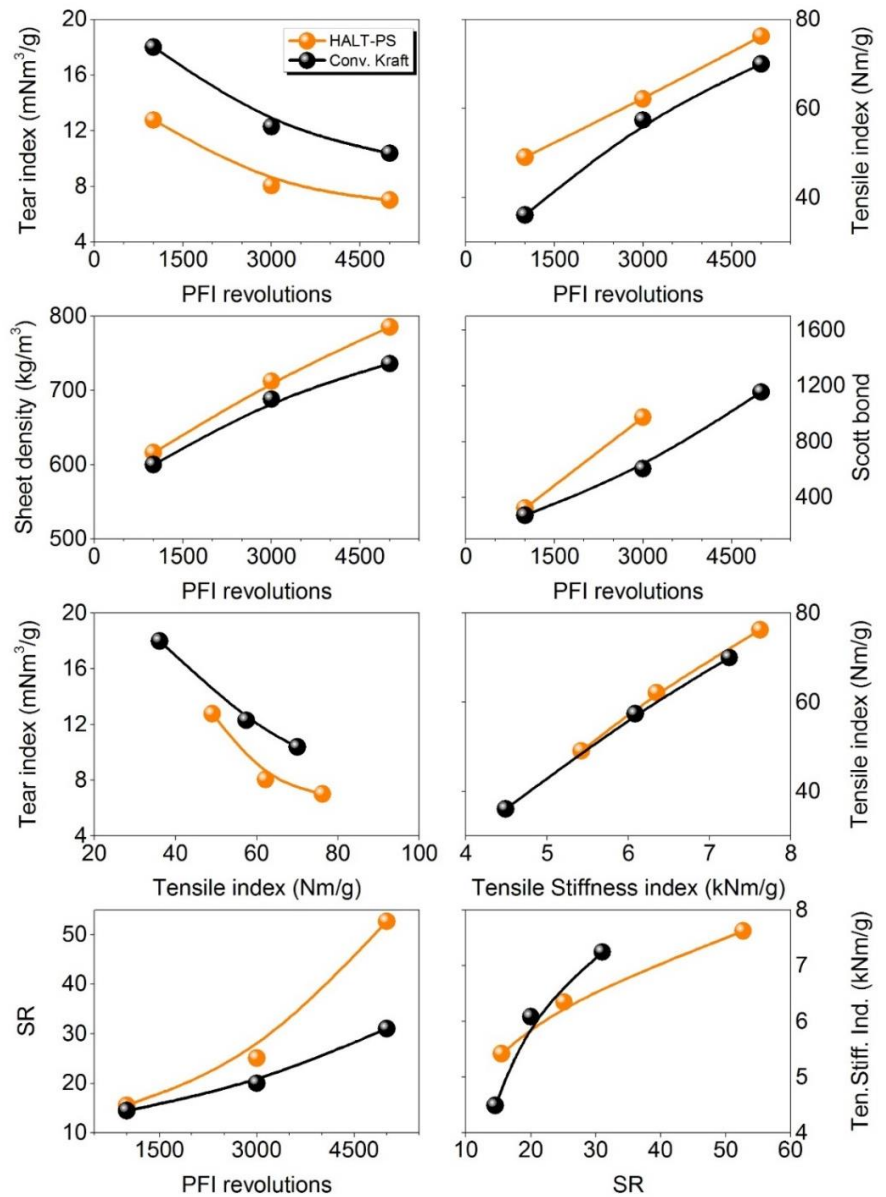 20
16
12
8
4
Tear index (mNm³/g)
HALT-PS
Conv. Kraft
0 1500 3000 4500
PFI revolutions
80
60
40
Tensile index (Nm/g)
0 1500 3000 4500
PFI revolutions
800
700
600
500
Sheet density (kg/m³)
0 1500 3000 4500
PFI revolutions
1600
1200
800
400
Scott bond
0 1500 3000 4500
PFI revolutions
20
16
12
8
4
Tear index (mNm³/g)
20 40 60 80 100
Tensile index (Nm/g)
80
60
40
Tensile index (Nm/g)
4 5 6 7 8
Tensile Stiffness index (kNm/g)
50
40
30
20
10
SR
1500 3000 4500
PFI revolutions
8
7
6
5
4
Ten.Stiff. Ind. (kNm/g)
10 20 30 40 50 60
SR